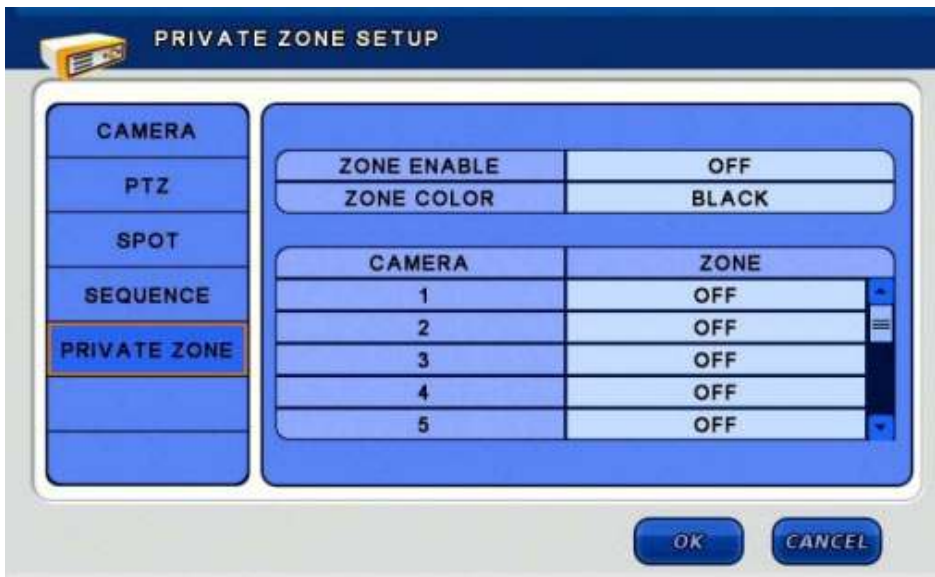 PRIVATE ZONE SETUP
CAMERA
PTZ
SPOT
SEQUENCE
PRIVATE ZONE
ZONE ENABLE OFF
ZONE COLOR BLACK
CAMERA ZONE
1 OFF
2 OFF
3 OFF
4 OFF
5 OFF
OK CANCEL